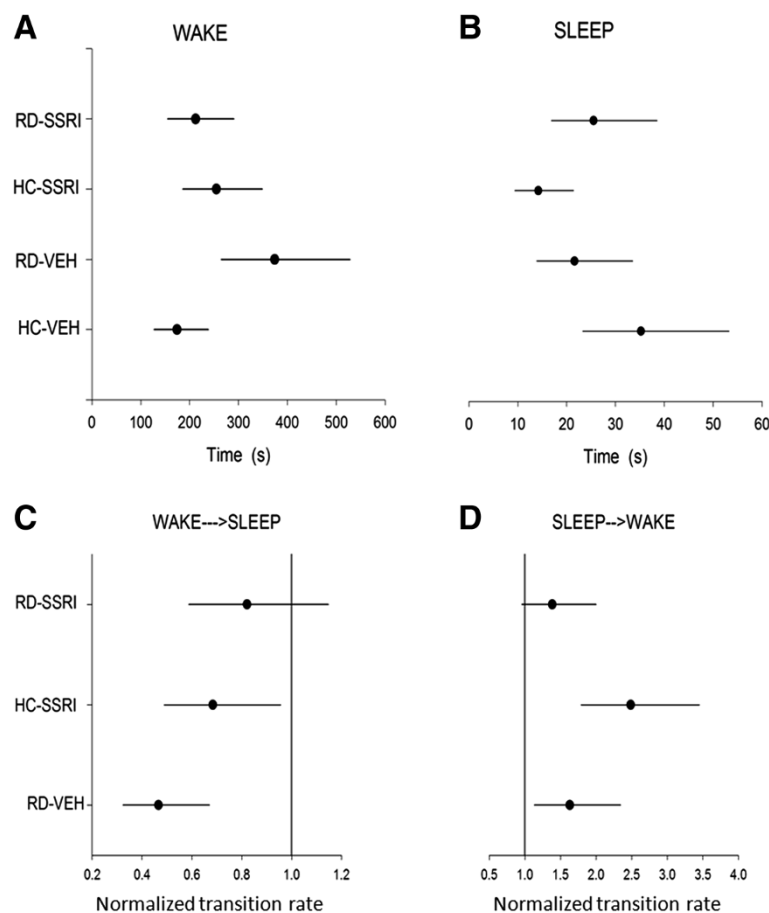 A
WAKE
RD-SSRI
HC-SSRI
RD-VEH
HC-VEH
0 100 200 300 400 500 600
Time (s)
B
SLEEP
0 10 20 30 40 50 60
Time (s)
C
WAKE--->SLEEP
RD-SSRI
HC-SSRI
RD-VEH
0.2 0.4 0.6 0.8 1.0 1.2
Normalized transition rate
D
SLEEP-->WAKE
0.5 1.0 1.5 2.0 2.5 3.0 3.5 4.0
Normalized transition rate